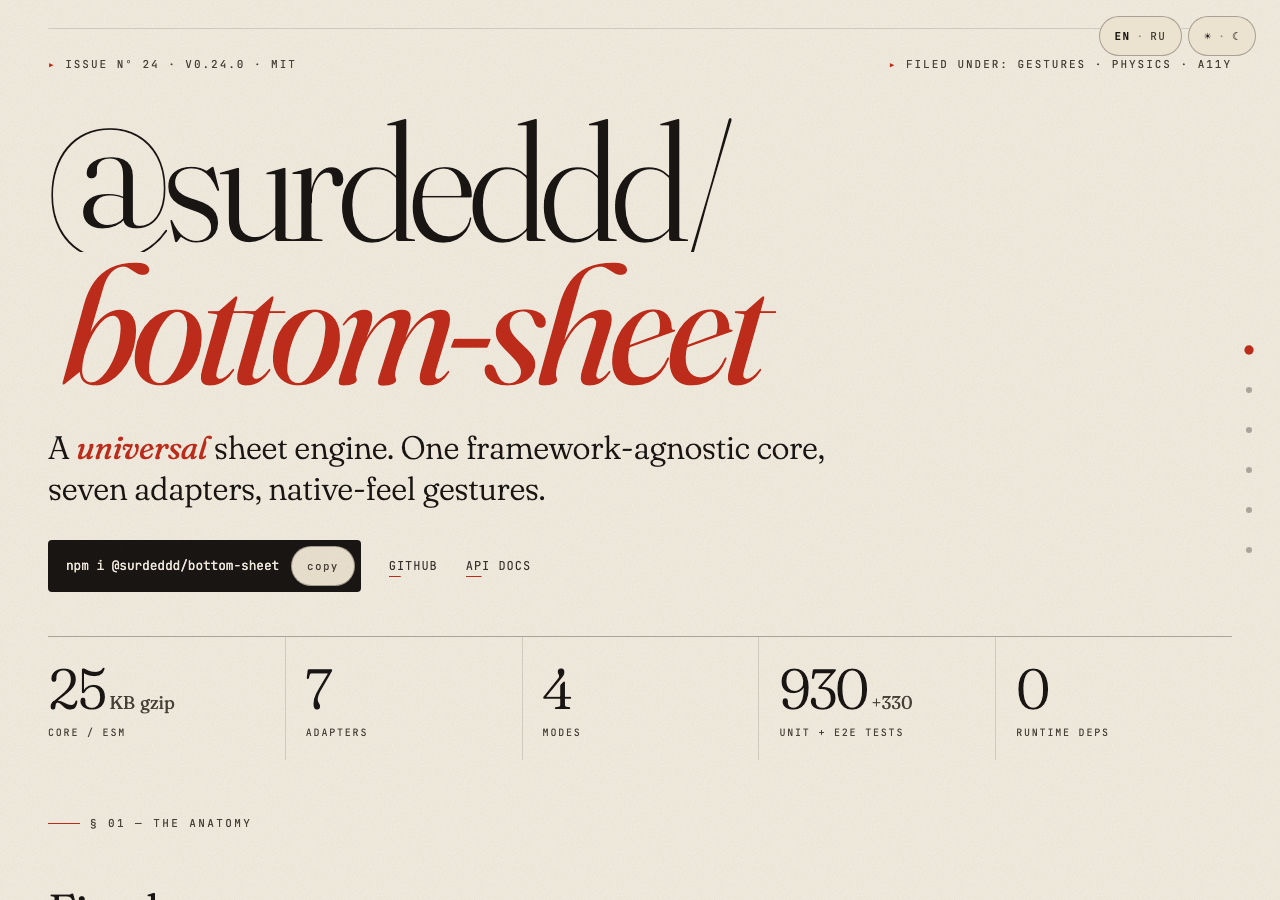 EN · RU
☀ · ☾
▸ ISSUE N° 24 · V0.24.0 · MIT
▸ FILED UNDER: GESTURES · PHYSICS · A11Y
@surdeddd/
bottom-sheet
A universal sheet engine. One framework-agnostic core,
seven adapters, native-feel gestures.
npm i @surdeddd/bottom-sheet
copy
GITHUB
API DOCS
25 KB gzip
CORE / ESM
7
ADAPTERS
4
MODES
930 +330
UNIT + E2E TESTS
0
RUNTIME DEPS
§ 01 — THE ANATOMY